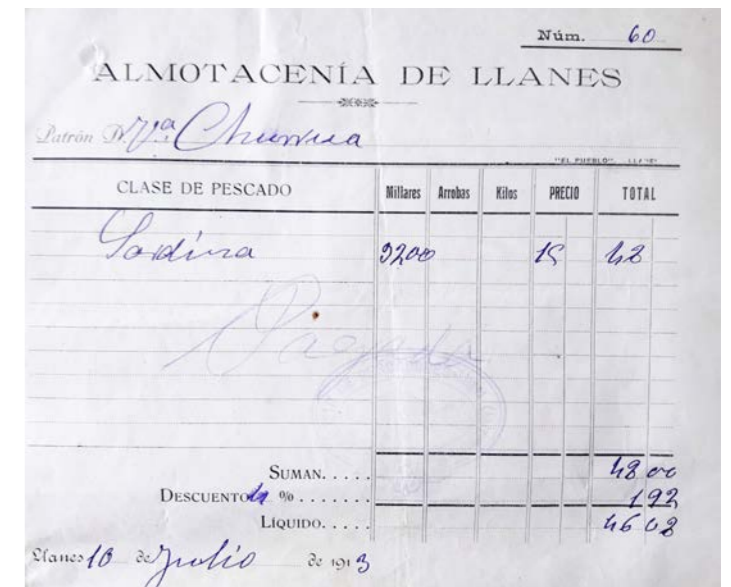 Núm. 60
ALMOTACENÍA DE LLANES
Patrón D.
"EL PUEBLO". LLANES
CLASE DE PESCADO Millares Arrobas Kilos PRECIO TOTAL
Sardina 3200 15 48
Pagada
SUMAN. . . . . 48 00
DESCUENTO 4 % . . . . . . . 1 92
LÍQUIDO. . . . . 46 08
Llanes 10 de Julio de 1913